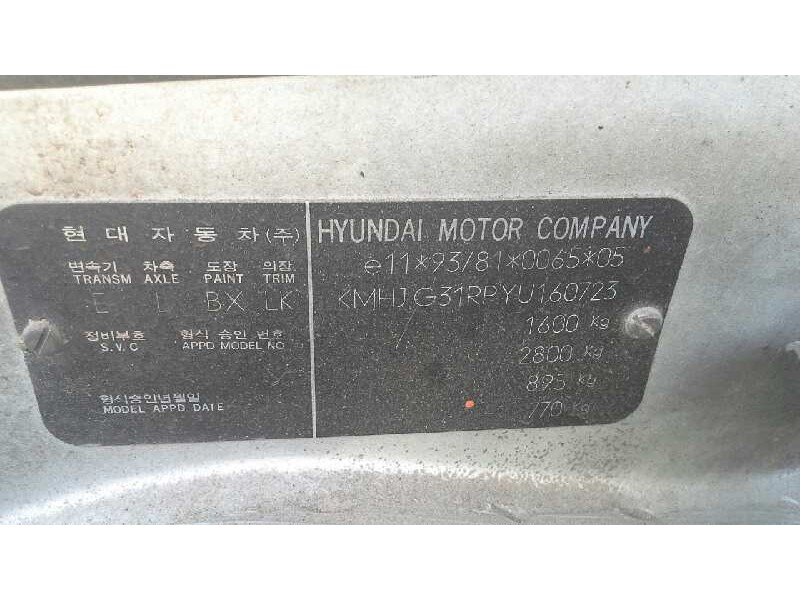 현대자동차(주)
변속기 차축 도장 의장
TRANSM AXLE PAINT TRIM
E L BX LK
정비부호 형식 승인 번호
S.V.C APPD MODEL NO
형식승인년월일
MODEL APPD DATE
HYUNDAI MOTOR COMPANY
e11*93/81*0065*05
KMHJG31RPYU160723
1600 kg
2800 kg
895 kg
770 kg